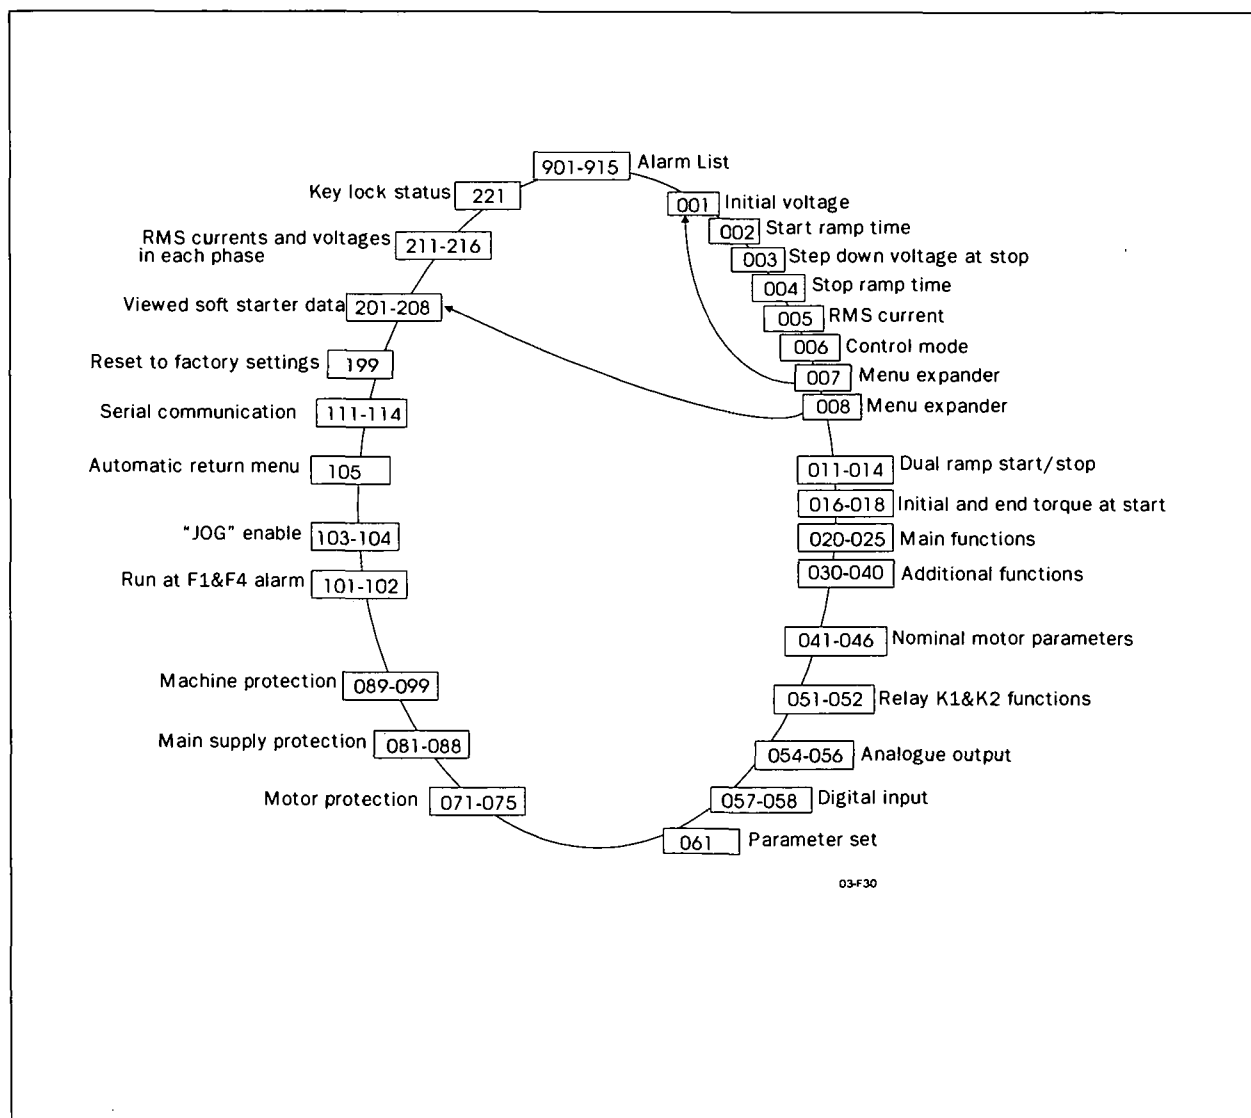 901-915 Alarm List
001 Initial voltage
002 Start ramp time
003 Step down voltage at stop
004 Stop ramp time
005 RMS current
006 Control mode
007 Menu expander
008 Menu expander
011-014 Dual ramp start/stop
016-018 Initial and end torque at start
020-025 Main functions
030-040 Additional functions
041-046 Nominal motor parameters
051-052 Relay K1&K2 functions
054-056 Analogue output
057-058 Digital input
061 Parameter set
Motor protection 071-075
Main supply protection 081-088
Machine protection 089-099
Run at F1&F4 alarm 101-102
"JOG" enable 103-104
Automatic return menu 105
Serial communication 111-114
Reset to factory settings 199
Viewed soft starter data 201-208
RMS currents and voltages
in each phase 211-216
Key lock status 221
03-F30